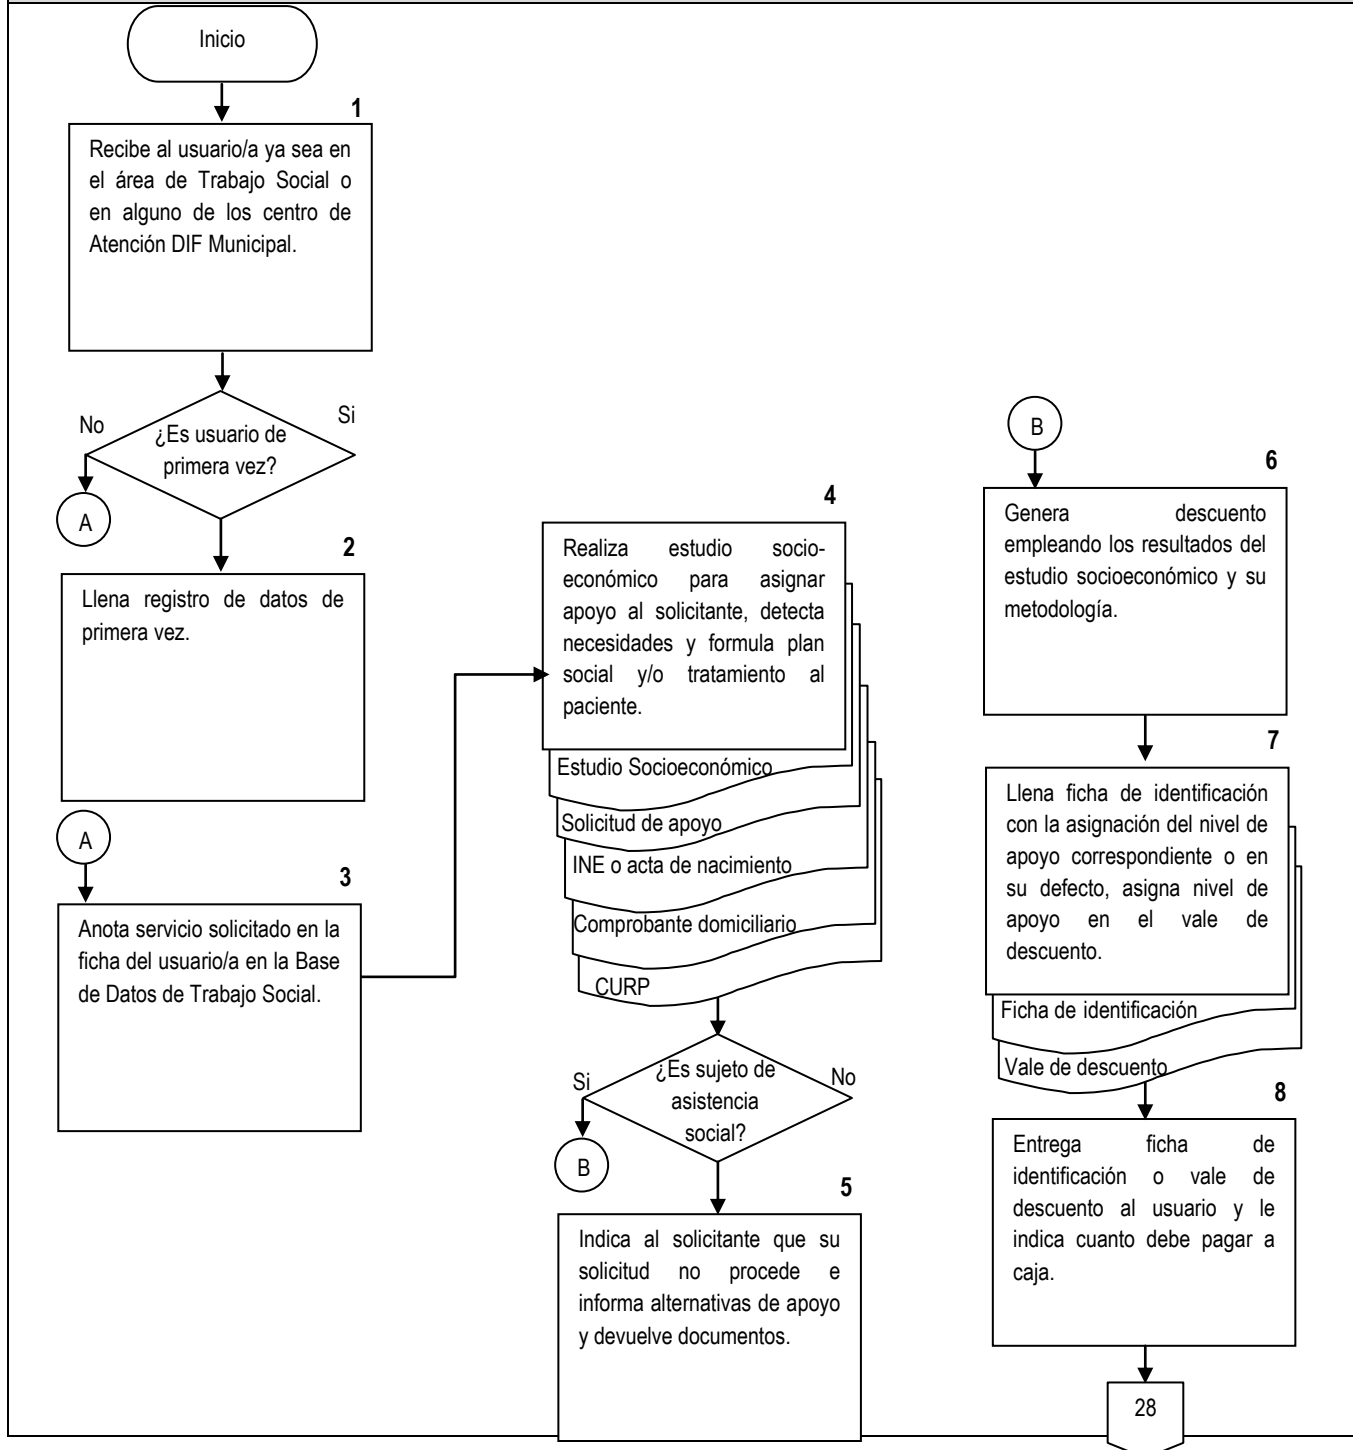 Inicio
1
Recibe al usuario/a ya sea en
el área de Trabajo Social o
en alguno de los centro de
Atención DIF Municipal.
No
Si
¿Es usuario de
primera vez?
A
2
Llena registro de datos de
primera vez.
A
3
Anota servicio solicitado en la
ficha del usuario/a en la Base
de Datos de Trabajo Social.
4
Realiza estudio socio-
económico para asignar
apoyo al solicitante, detecta
necesidades y formula plan
social y/o tratamiento al
paciente.
Estudio Socioeconómico
Solicitud de apoyo
INE o acta de nacimiento
Comprobante domiciliario
CURP
Si
No
¿Es sujeto de
asistencia
social?
B
5
Indica al solicitante que su
solicitud no procede e
informa alternativas de apoyo
y devuelve documentos.
B
6
Genera descuento
empleando los resultados del
estudio socioeconómico y su
metodología.
7
Llena ficha de identificación
con la asignación del nivel de
apoyo correspondiente o en
su defecto, asigna nivel de
apoyo en el vale de
descuento.
Ficha de identificación
Vale de descuento
8
Entrega ficha de
identificación o vale de
descuento al usuario y le
indica cuanto debe pagar a
caja.
28